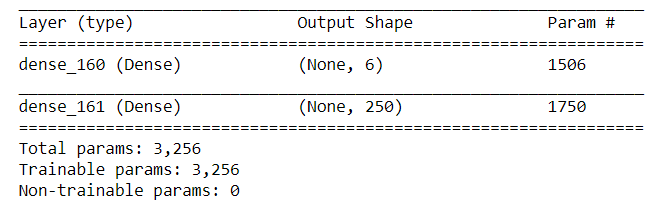 _________________________________________________________________
Layer (type)                 Output Shape              Param #
=================================================================
dense_160 (Dense)            (None, 6)                 1506
_________________________________________________________________
dense_161 (Dense)            (None, 250)               1750
=================================================================
Total params: 3,256
Trainable params: 3,256
Non-trainable params: 0